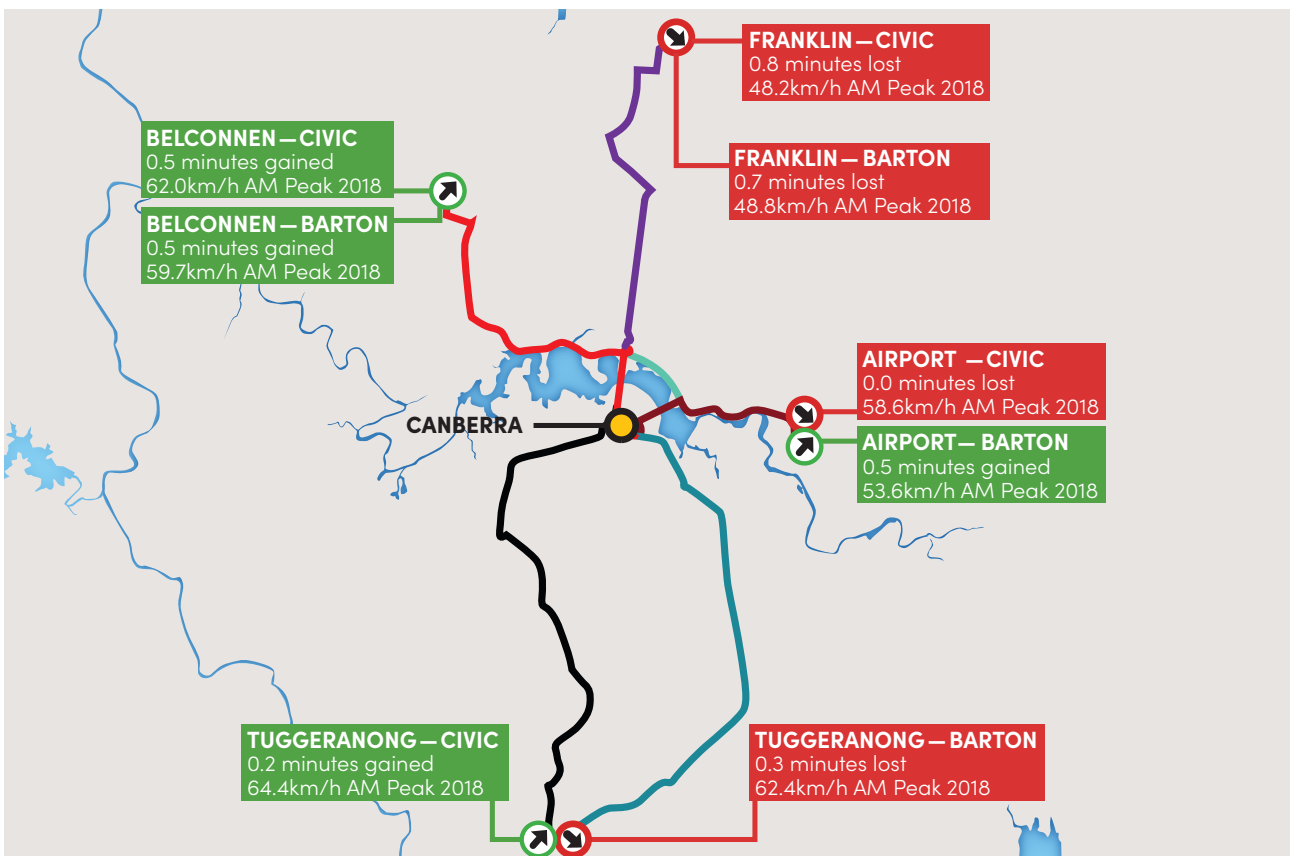 FRANKLIN—CIVIC
0.8 minutes lost
48.2km/h AM Peak 2018
BELCONNEN—CIVIC
0.5 minutes gained
62.0km/h AM Peak 2018
FRANKLIN—BARTON
0.7 minutes lost
48.8km/h AM Peak 2018
BELCONNEN—BARTON
0.5 minutes gained
59.7km/h AM Peak 2018
AIRPORT —CIVIC
0.0 minutes lost
58.6km/h AM Peak 2018
CANBERRA
AIRPORT—BARTON
0.5 minutes gained
53.6km/h AM Peak 2018
TUGGERANONG—CIVIC
0.2 minutes gained
64.4km/h AM Peak 2018
TUGGERANONG—BARTON
0.3 minutes lost
62.4km/h AM Peak 2018